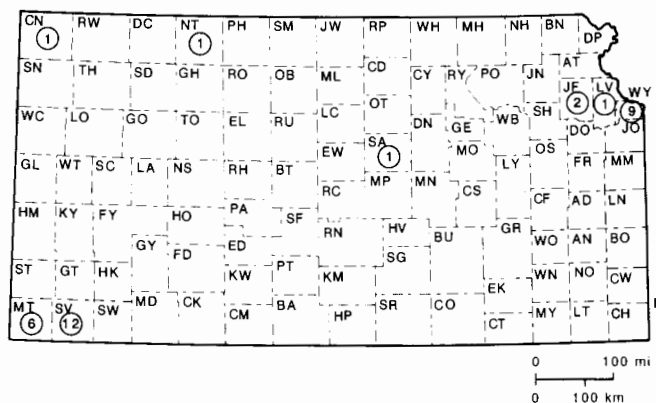 CN RW DC NT PH SM JW RP WH MH NH BN DP
1 1
AT
SN TH SD GH RO OB ML CD CY RY PO JN JE LV WY
2 1 9
WC LO GO TO EL RU LC OT DN GE WB SH DO JO
EW SA MO OS
1
GL WT SC LA NS RH BT MP MN LY FR MM
RC CS
HM KY FY HO PA SF RN HV BU GR CF AD LN
GY FD ED SG WO AN BO
ST GT HK KW PT KM WN NO CW
EK
MT SV SW MD CK CM BA HP SR CO CT MY LT CH
6 12
0 100 mi
0 100 km